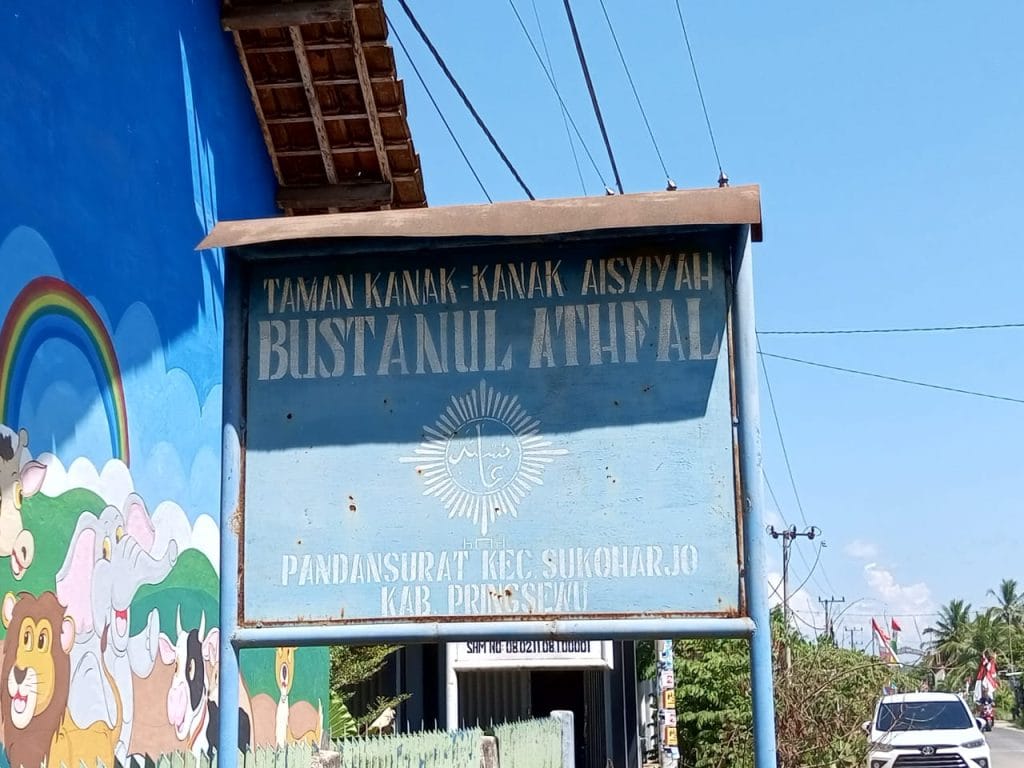 TAMAN KANAK-KANAK AISYIYAH
BUSTANUL ATHFAL
PANDANSURAT KEC. SUKOHARJO
KAB. PRINGSEWU